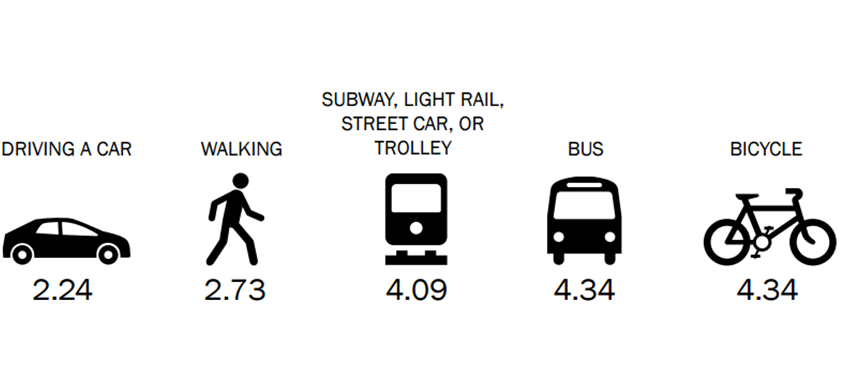 DRIVING A CAR
WALKING
SUBWAY, LIGHT RAIL,
STREET CAR, OR
TROLLEY
BUS
BICYCLE
2.24
2.73
4.09
4.34
4.34